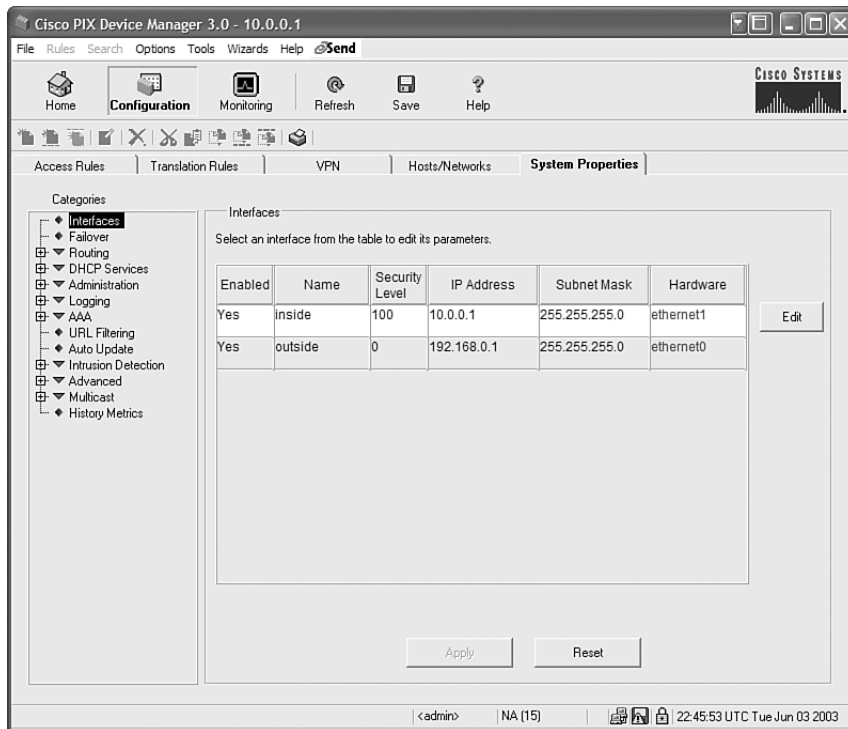 Cisco PIX Device Manager 3.0 - 10.0.0.1
File Rules Search Options Tools Wizards Help Send
Home Configuration Monitoring Refresh Save Help
CISCO SYSTEMS
Access Rules Translation Rules VPN Hosts/Networks System Properties
Categories
Interfaces
Failover
Routing
DHCP Services
Administration
Logging
AAA
URL Filtering
Auto Update
Intrusion Detection
Advanced
Multicast
History Metrics
Interfaces
Select an interface from the table to edit its parameters.
Enabled Name Security Level IP Address Subnet Mask Hardware
Yes inside 100 10.0.0.1 255.255.255.0 ethernet1
Yes outside 0 192.168.0.1 255.255.255.0 ethernet0
Edit
Apply Reset
<admin> NA (15) 22:45:53 UTC Tue Jun 03 2003